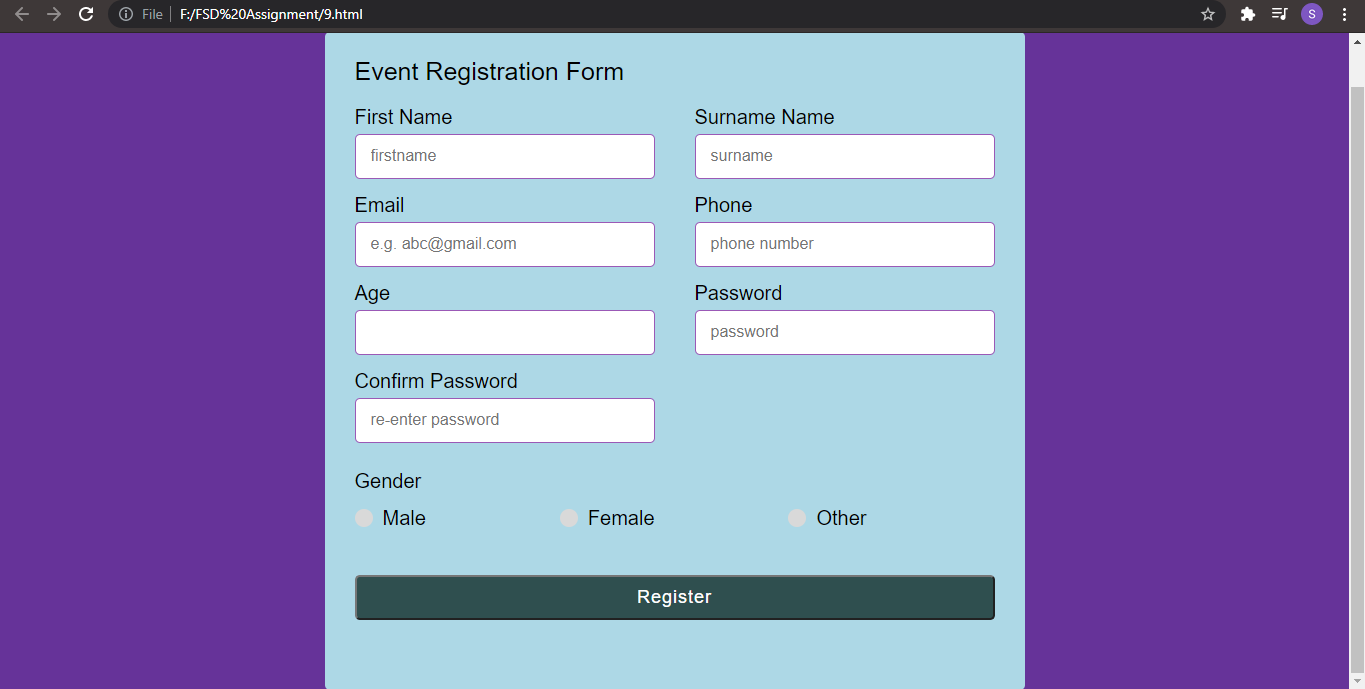 File F:/FSD%20Assignment/9.html S
Event Registration Form
First Name Surname Name
firstname surname
Email Phone
e.g. abc@gmail.com phone number
Age Password
password
Confirm Password
re-enter password
Gender
Male Female Other
Register